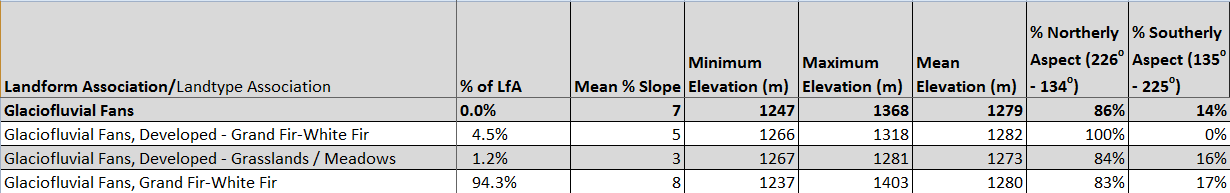 Landform Association/Landtype Association % of LfA Mean % Slope Minimum Elevation (m) Maximum Elevation (m) Mean Elevation (m) % Northerly Aspect (226° - 134°) % Southerly Aspect (135° - 225°)
Glaciofluvial Fans 0.0% 7 1247 1368 1279 86% 14%
Glaciofluvial Fans, Developed - Grand Fir-White Fir 4.5% 5 1266 1318 1282 100% 0%
Glaciofluvial Fans, Developed - Grasslands / Meadows 1.2% 3 1267 1281 1273 84% 16%
Glaciofluvial Fans, Grand Fir-White Fir 94.3% 8 1237 1403 1280 83% 17%